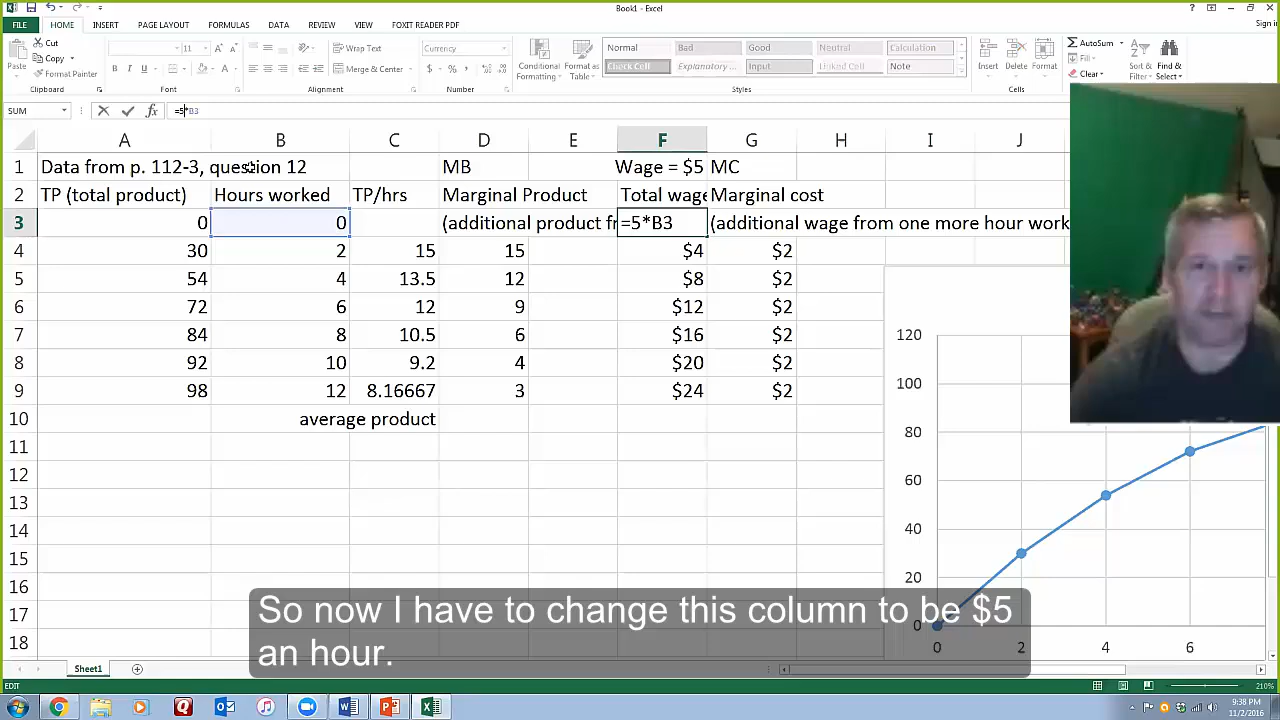 Book1 - Excel
Sign in
FILE HOME INSERT PAGE LAYOUT FORMULAS DATA REVIEW VIEW FOXIT READER PDF
Paste
Cut
Copy
Format Painter
Clipboard
11
B I U
Font
Wrap Text
Merge & Center
Alignment
Currency
$ %
Number
Conditional Formatting
Format as Table
Normal Bad Good Neutral Calculation
Check Cell Explanatory ... Input Linked Cell Note
Styles
Insert Delete Format
Cells
AutoSum
Fill
Clear
Sort & Filter
Find & Select
SUM =5*B3
A B C D E F G H I J
1 Data from p. 112-3, question 12 MB Wage = $5 MC
2 TP (total product) Hours worked TP/hrs Marginal Product Total wage Marginal cost
3 0 0 (additional product fr =5*B3 (additional wage from one more hour work
4 30 2 15 15 $4 $2
5 54 4 13.5 12 $8 $2
6 72 6 12 9 $12 $2
7 84 8 10.5 6 $16 $2
8 92 10 9.2 4 $20 $2
9 98 12 8.16667 3 $24 $2
10 average product
11
12
13
14
15
16
17
18
120
100
80
60
40
20
0
0 2 4 6
So now I have to change this column to be $5
an hour.
Sheet1
EDIT
210%
9:38 PM
11/2/2016